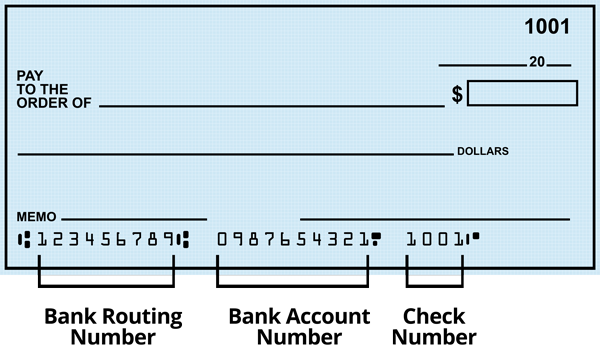 1001
20
PAY
TO THE
ORDER OF
$
DOLLARS
MEMO
⑆123456789⑆ 0987654321⑈ 1001⑈
Bank Routing Number
Bank Account Number
Check Number